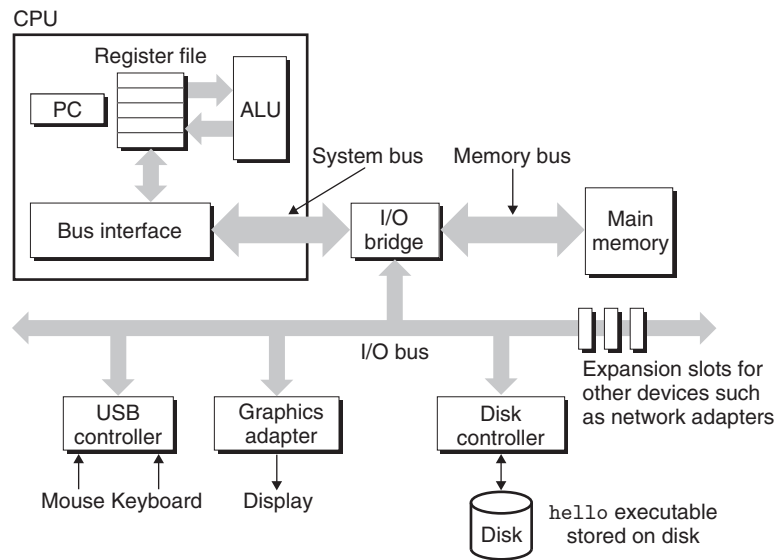 CPU
Register file
PC
ALU
System bus
Memory bus
Bus interface
I/O
bridge
Main
memory
I/O bus
Expansion slots for
other devices such
as network adapters
USB
controller
Graphics
adapter
Disk
controller
Mouse Keyboard
Display
Disk
hello executable
stored on disk